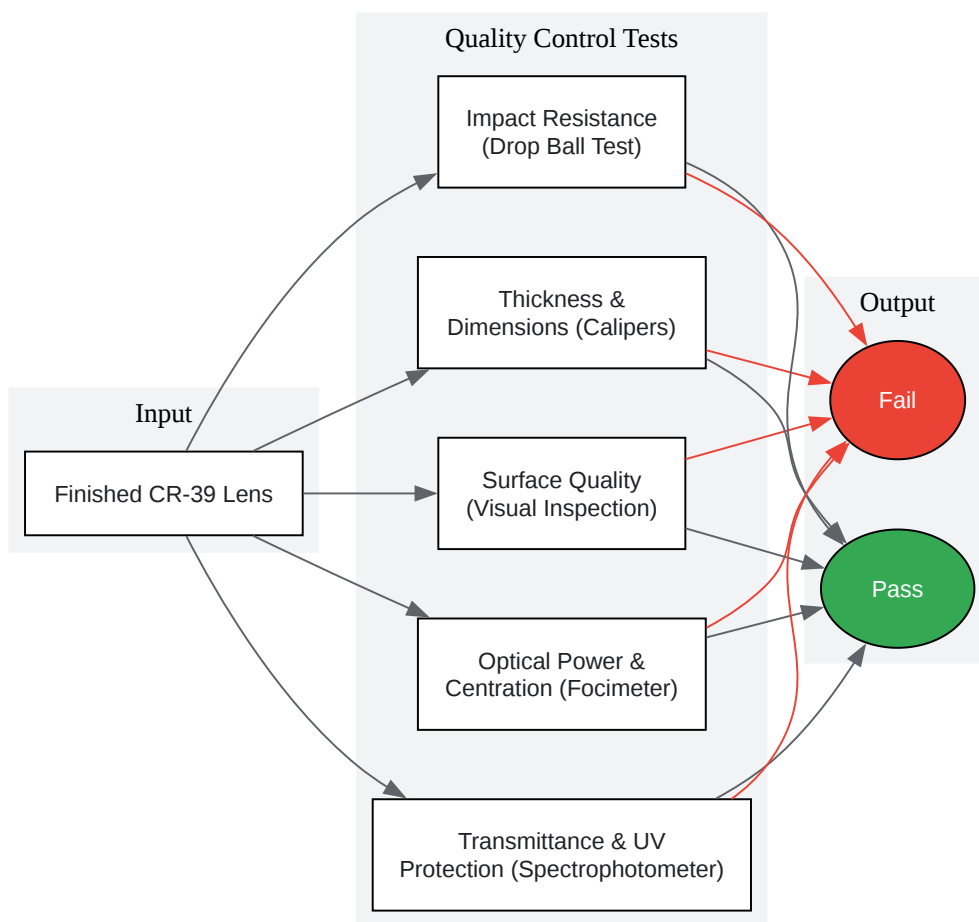 Quality Control Tests
Impact Resistance
(Drop Ball Test)
Thickness &
Dimensions (Calipers)
Output
Fail
Input
Finished CR-39 Lens
Surface Quality
(Visual Inspection)
Pass
Optical Power &
Centration (Focimeter)
Transmittance & UV
Protection (Spectrophotometer)